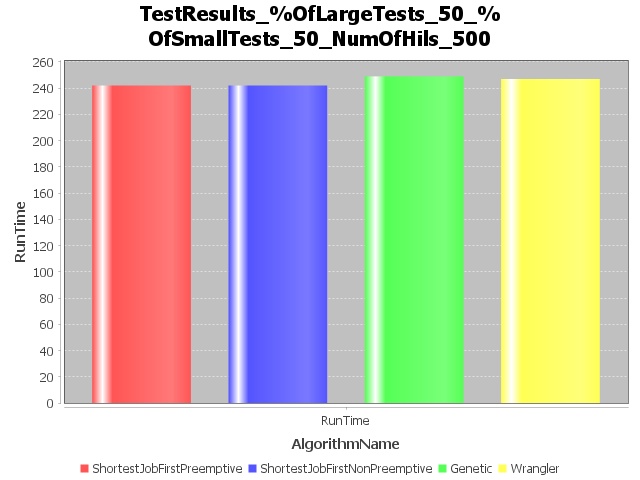 TestResults_%OfLargeTests_50_%
OfSmallTests_50_NumOfHils_500
260
240
220
200
180
160
140
120
100
80
60
40
20
0
RunTime
RunTime
AlgorithmName
ShortestJobFirstPreemptive ShortestJobFirstNonPreemptive Genetic Wrangler